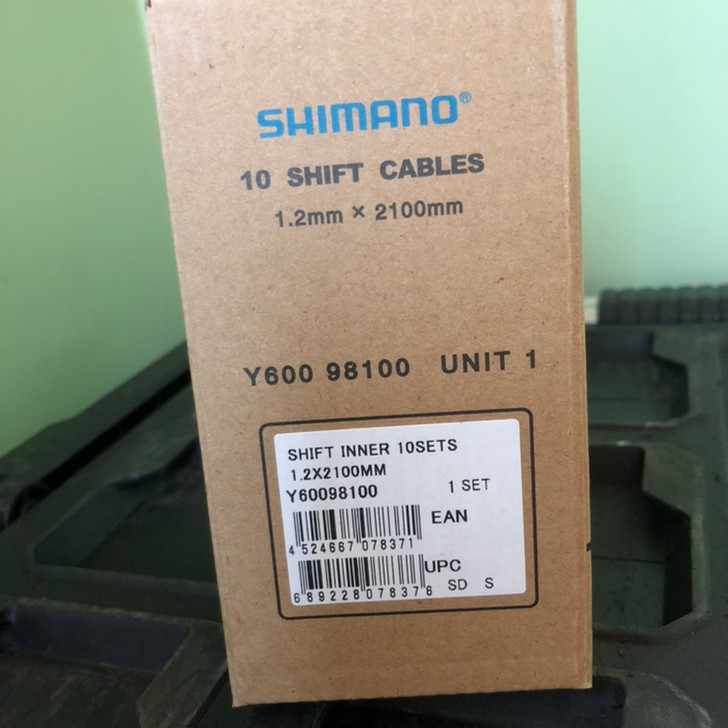 SHIMANO®
10 SHIFT CABLES
1.2mm × 2100mm
Y600 98100 UNIT 1
SHIFT INNER 10SETS
1.2X2100MM
Y60098100 1 SET
EAN
4 524667 078371
UPC
6 89228 07837 6 SD S